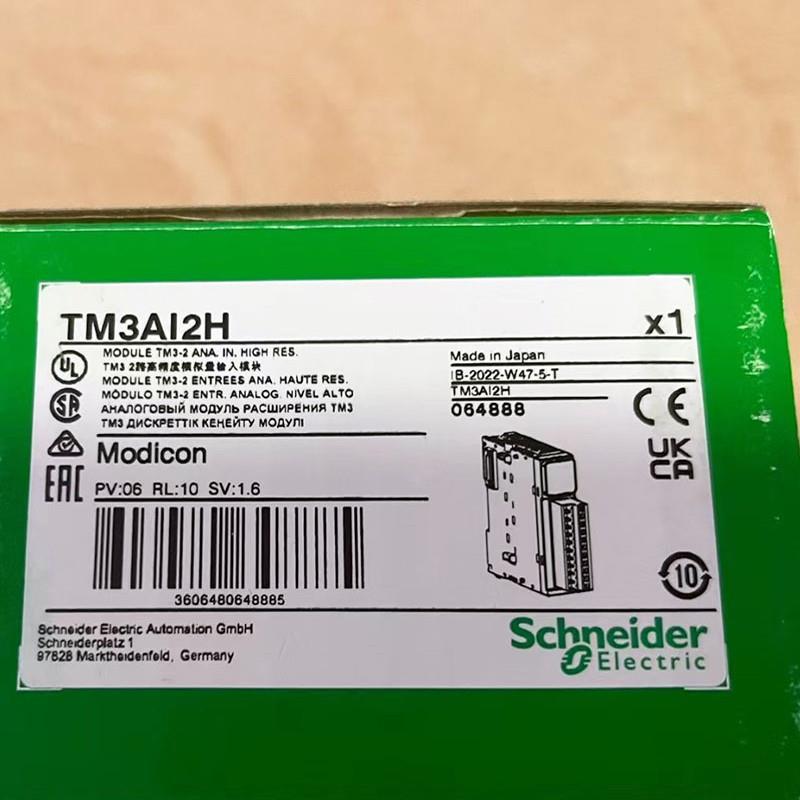 TM3AI2H
x1
MODULE TM3-2 ANA. IN. HIGH RES.
TM3 2路高精度模拟量输入模块
MODULE TM3-2 ENTREES ANA. HAUTE RES.
MÓDULO TM3-2 ENTR. ANALOG. NIVEL ALTO
АНАЛОГОВЫЙ МОДУЛЬ РАСШИРЕНИЯ TM3
TM3 ДИСКРЕТТІК КЕҢЕЙТУ МОДУЛІ
Made in Japan
IB-2022-W47-5-T
TM3AI2H
064888
UL
SA
CE
UK
CA
EAC
Modicon
PV:06 RL:10 SV:1.6
3606480648885
10
Schneider Electric Automation GmbH
Schneiderplatz 1
97828 Marktheidenfeld, Germany
Schneider
Electric